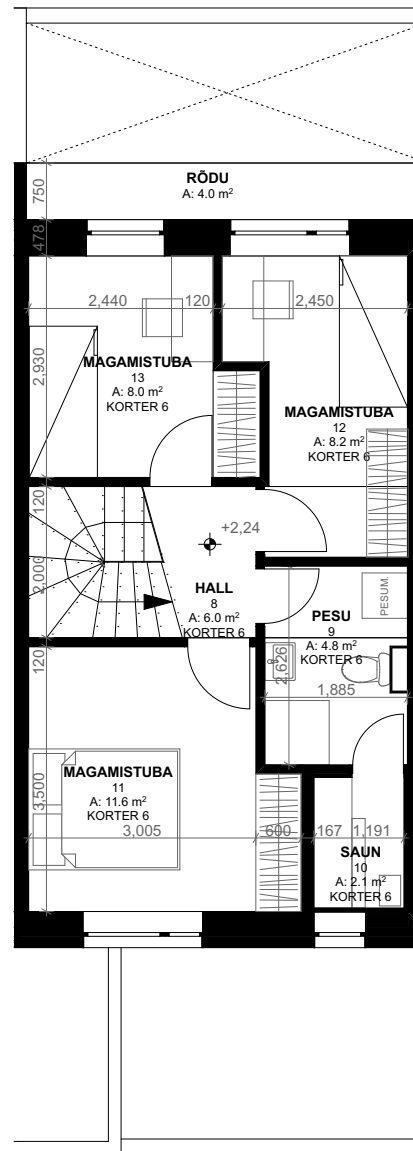 RÕDU
A: 4.0 m²
750
478
2,440
120
2,450
2,930
MAGAMISTUBA
13
A: 8.0 m²
KORTER 6
MAGAMISTUBA
12
A: 8.2 m²
KORTER 6
120
+2,24
2,000
HALL
8
A: 6.0 m²
KORTER 6
PESUM.
PESU
9
A: 4.8 m²
KORTER 6
120
2,626
1,885
MAGAMISTUBA
11
A: 11.6 m²
KORTER 6
3,500
3,005
600
167
1,191
SAUN
10
A: 2.1 m²
KORTER 6